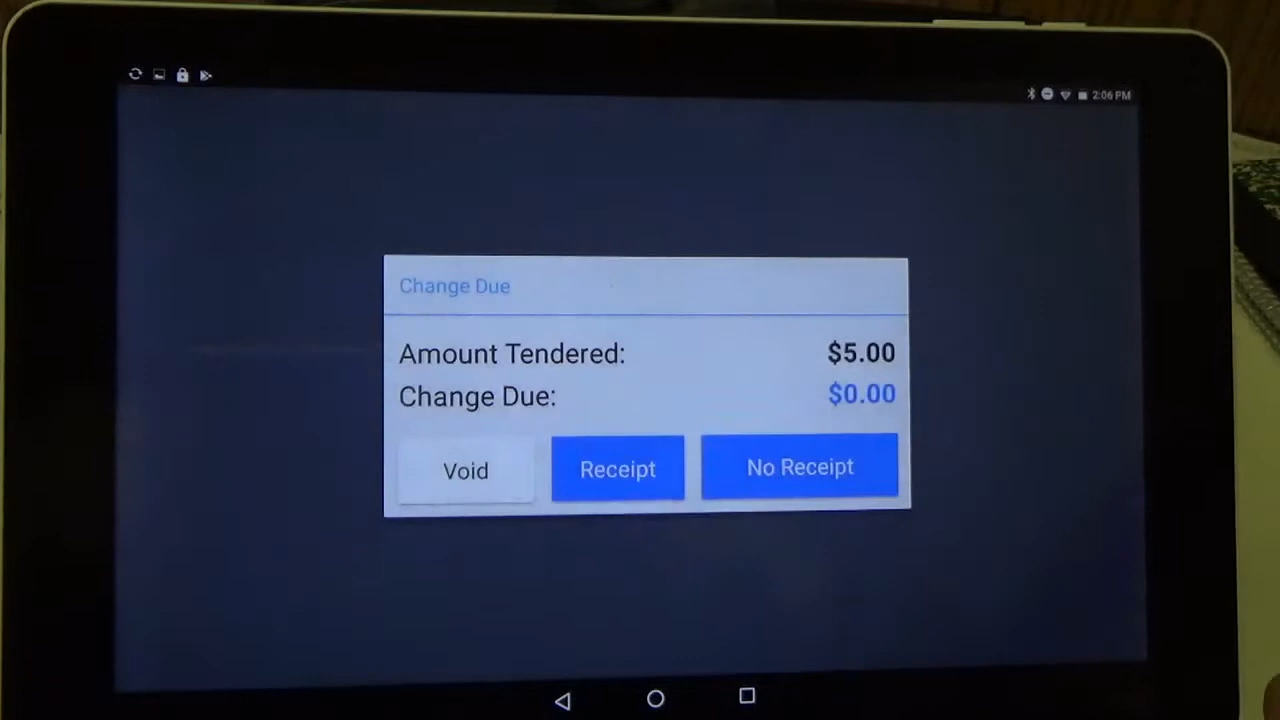 2:06 PM
Change Due
Amount Tendered: $5.00
Change Due: $0.00
Void Receipt No Receipt